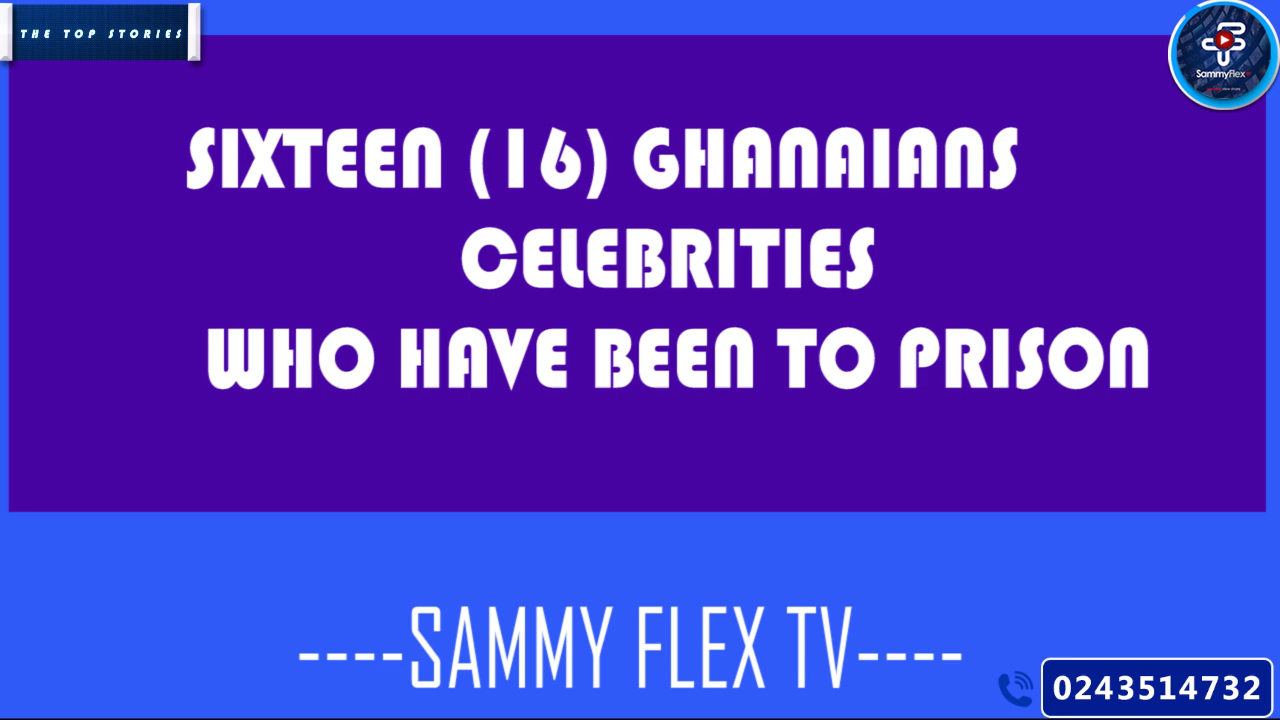 THE TOP STORIES
SammyFlex
SIXTEEN (16) GHANAIANS
CELEBRITIES
WHO HAVE BEEN TO PRISON
----SAMMY FLEX TV----
0243514732